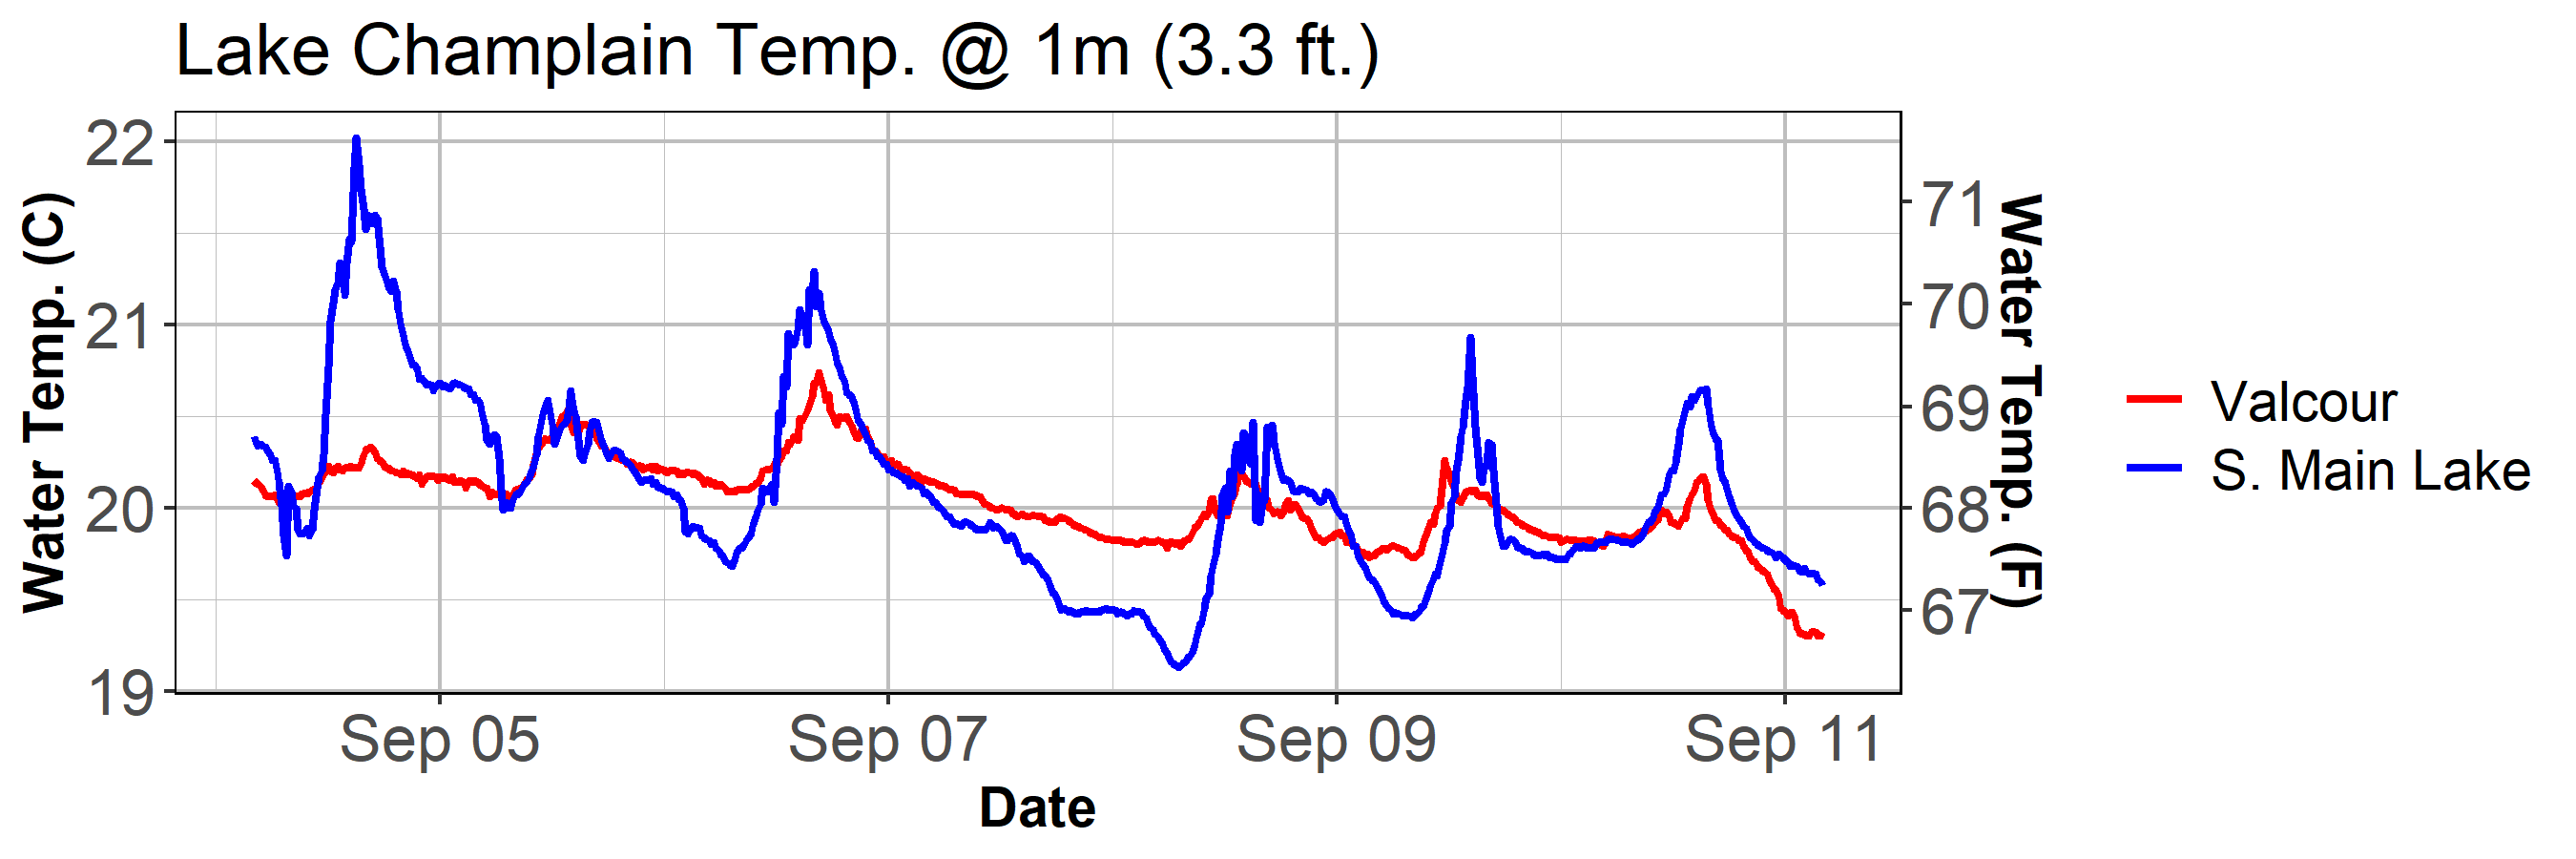 Lake Champlain Temp. @ 1m (3.3 ft.)
Water Temp. (C)
22
21
20
19
71
70
69
68
67
Water Temp. (F)
Sep 05
Sep 07
Sep 09
Sep 11
Date
Valcour
S. Main Lake